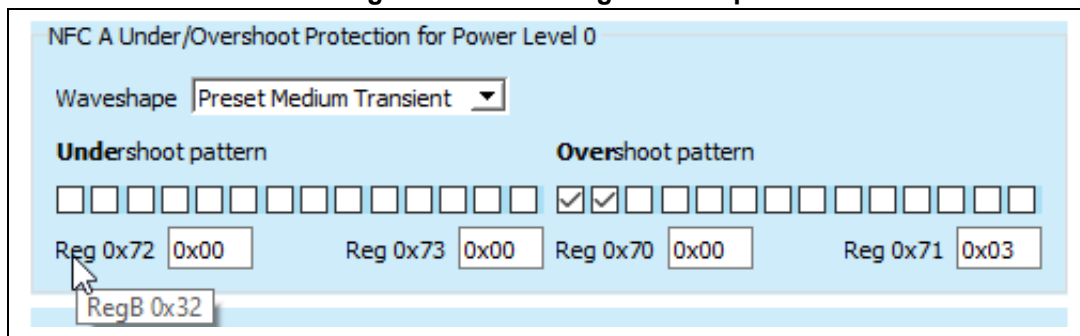 NFC A Under/Overshoot Protection for Power Level 0
Waveshape Preset Medium Transient
Undershoot pattern Overshoot pattern
Reg 0x72 0x00 Reg 0x73 0x00 Reg 0x70 0x00 Reg 0x71 0x03
RegB 0x32